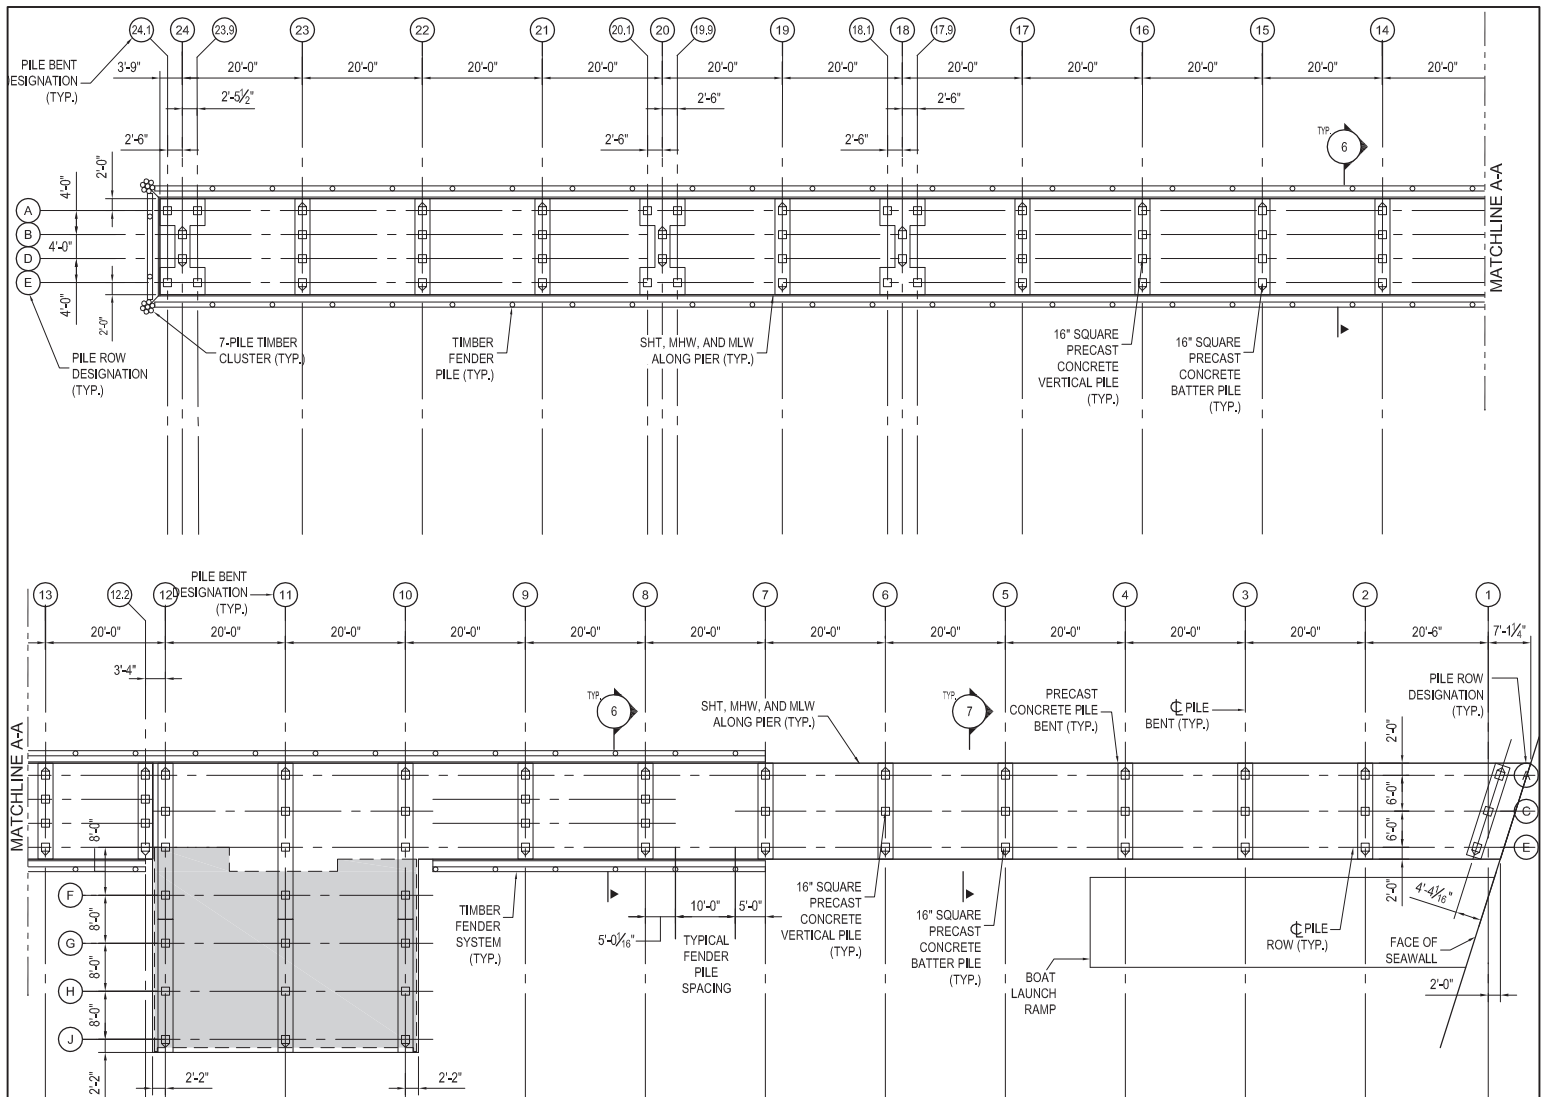 24.1 24 23.9 23 22 21 20.1 20 19.9 19 18.1 18 17.9 17 16 15 14
PILE BENT
DESIGNATION
(TYP.)
3'-9" 20'-0" 20'-0" 20'-0" 20'-0" 20'-0" 20'-0" 20'-0" 20'-0" 20'-0" 20'-0" 20'-0"
2'-5½" 2'-6" 2'-6"
2'-6" 2'-6" 2'-6"
TYP.
6
2'-0"
4'-0"
A
B
4'-0"
D
E
4'-0"
2'-0"
MATCHLINE A-A
PILE ROW
DESIGNATION
(TYP.)
7-PILE TIMBER
CLUSTER (TYP.)
TIMBER
FENDER
PILE (TYP.)
SHT, MHW, AND MLW
ALONG PIER (TYP.)
16" SQUARE
PRECAST
CONCRETE
VERTICAL PILE
(TYP.)
16" SQUARE
PRECAST
CONCRETE
BATTER PILE
(TYP.)
PILE BENT
DESIGNATION
(TYP.)
13 12.2 12 11 10 9 8 7 6 5 4 3 2 1
20'-0" 20'-0" 20'-0" 20'-0" 20'-0" 20'-0" 20'-0" 20'-0" 20'-0" 20'-0" 20'-0" 20'-6" 7'-1¼"
3'-4"
TYP.
6
SHT, MHW, AND MLW
ALONG PIER (TYP.)
TYP.
7
PRECAST
CONCRETE PILE
BENT (TYP.)
℄ PILE
BENT (TYP.)
PILE ROW
DESIGNATION
(TYP.)
MATCHLINE A-A
2'-0"
A
6'-0"
C
6'-0"
E
2'-0"
8'-0"
F
8'-0"
G
8'-0"
H
8'-0"
J
2'-2"
2'-2" 2'-2"
TIMBER
FENDER
SYSTEM
(TYP.)
5'-0 1/16"
10'-0" 5'-0"
TYPICAL
FENDER
PILE
SPACING
16" SQUARE
PRECAST
CONCRETE
VERTICAL PILE
(TYP.)
16" SQUARE
PRECAST
CONCRETE
BATTER PILE
(TYP.)
BOAT
LAUNCH
RAMP
℄ PILE
ROW (TYP.)
4'-4 1/16"
FACE OF
SEAWALL
2'-0"